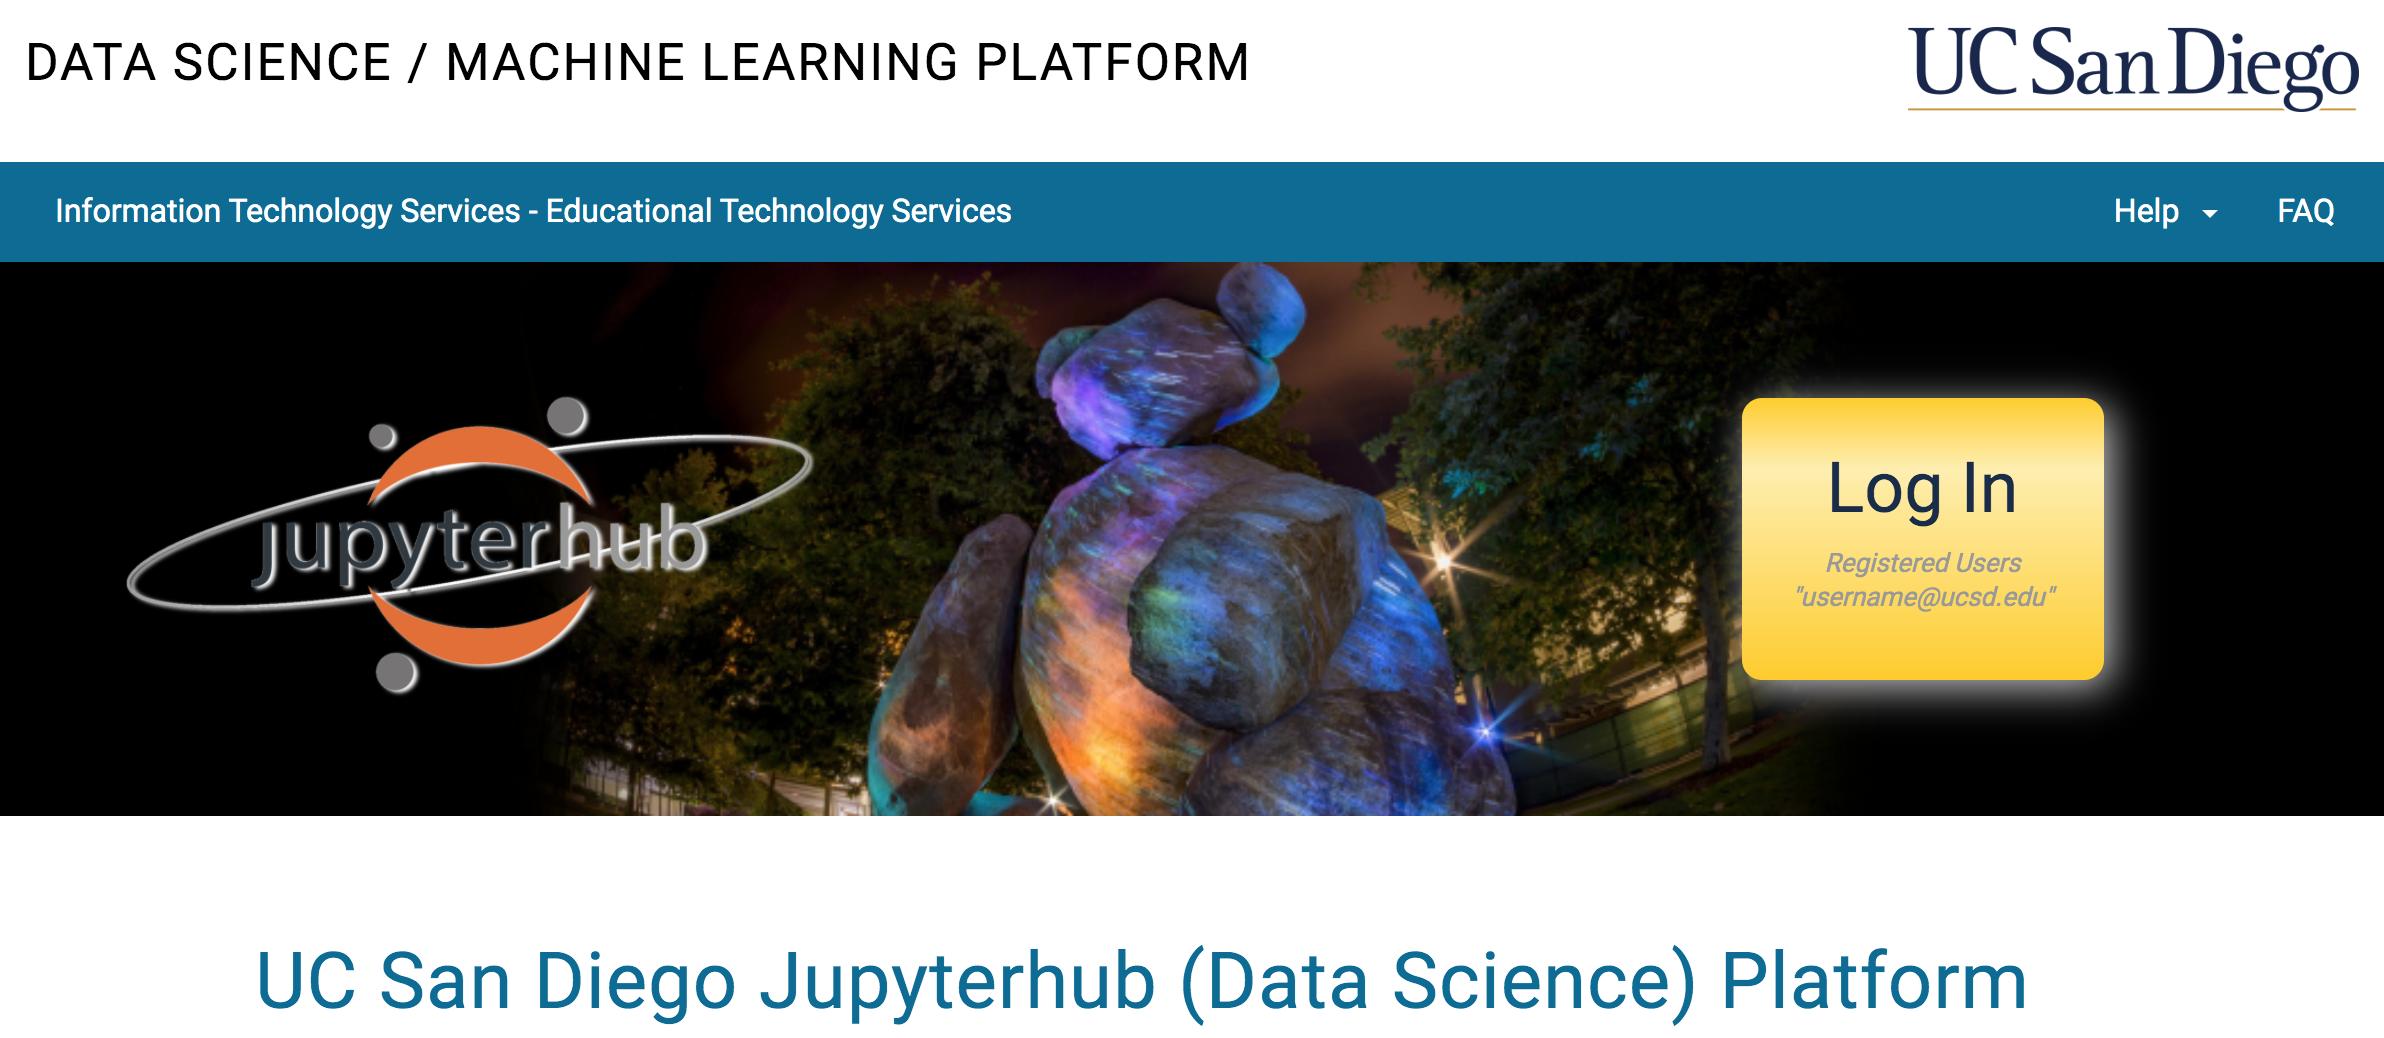 DATA SCIENCE / MACHINE LEARNING PLATFORM
UC San Diego
Information Technology Services - Educational Technology Services
Help
FAQ
jupyterhub
Log In
Registered Users
"username@ucsd.edu"
UC San Diego Jupyterhub (Data Science) Platform